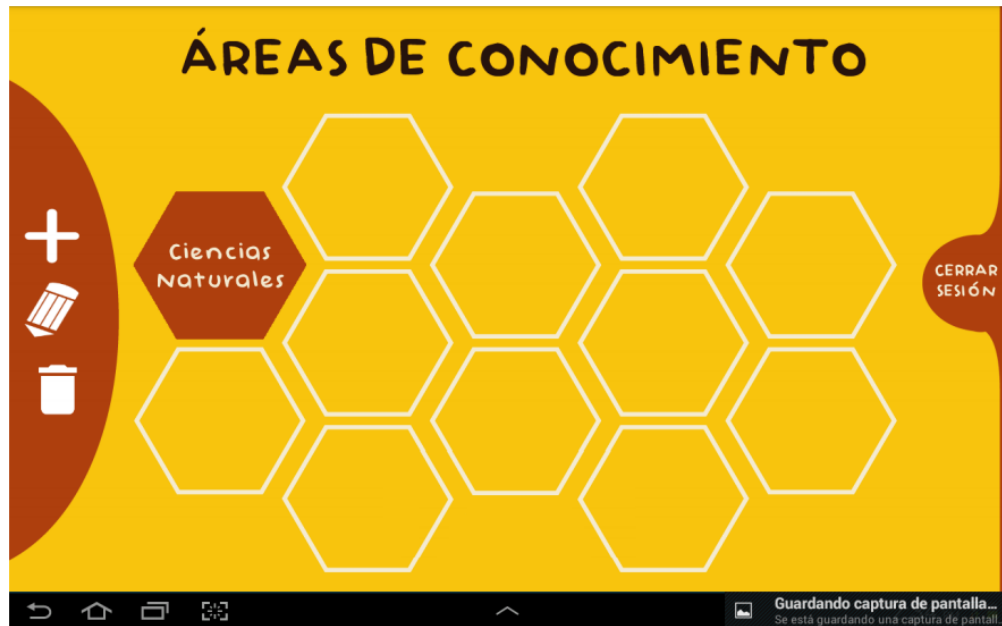 ÁREAS DE CONOCIMIENTO
Ciencias
Naturales
CERRAR
SESIÓN
Guardando captura de pantalla...
Se está guardando una captura de pantall.